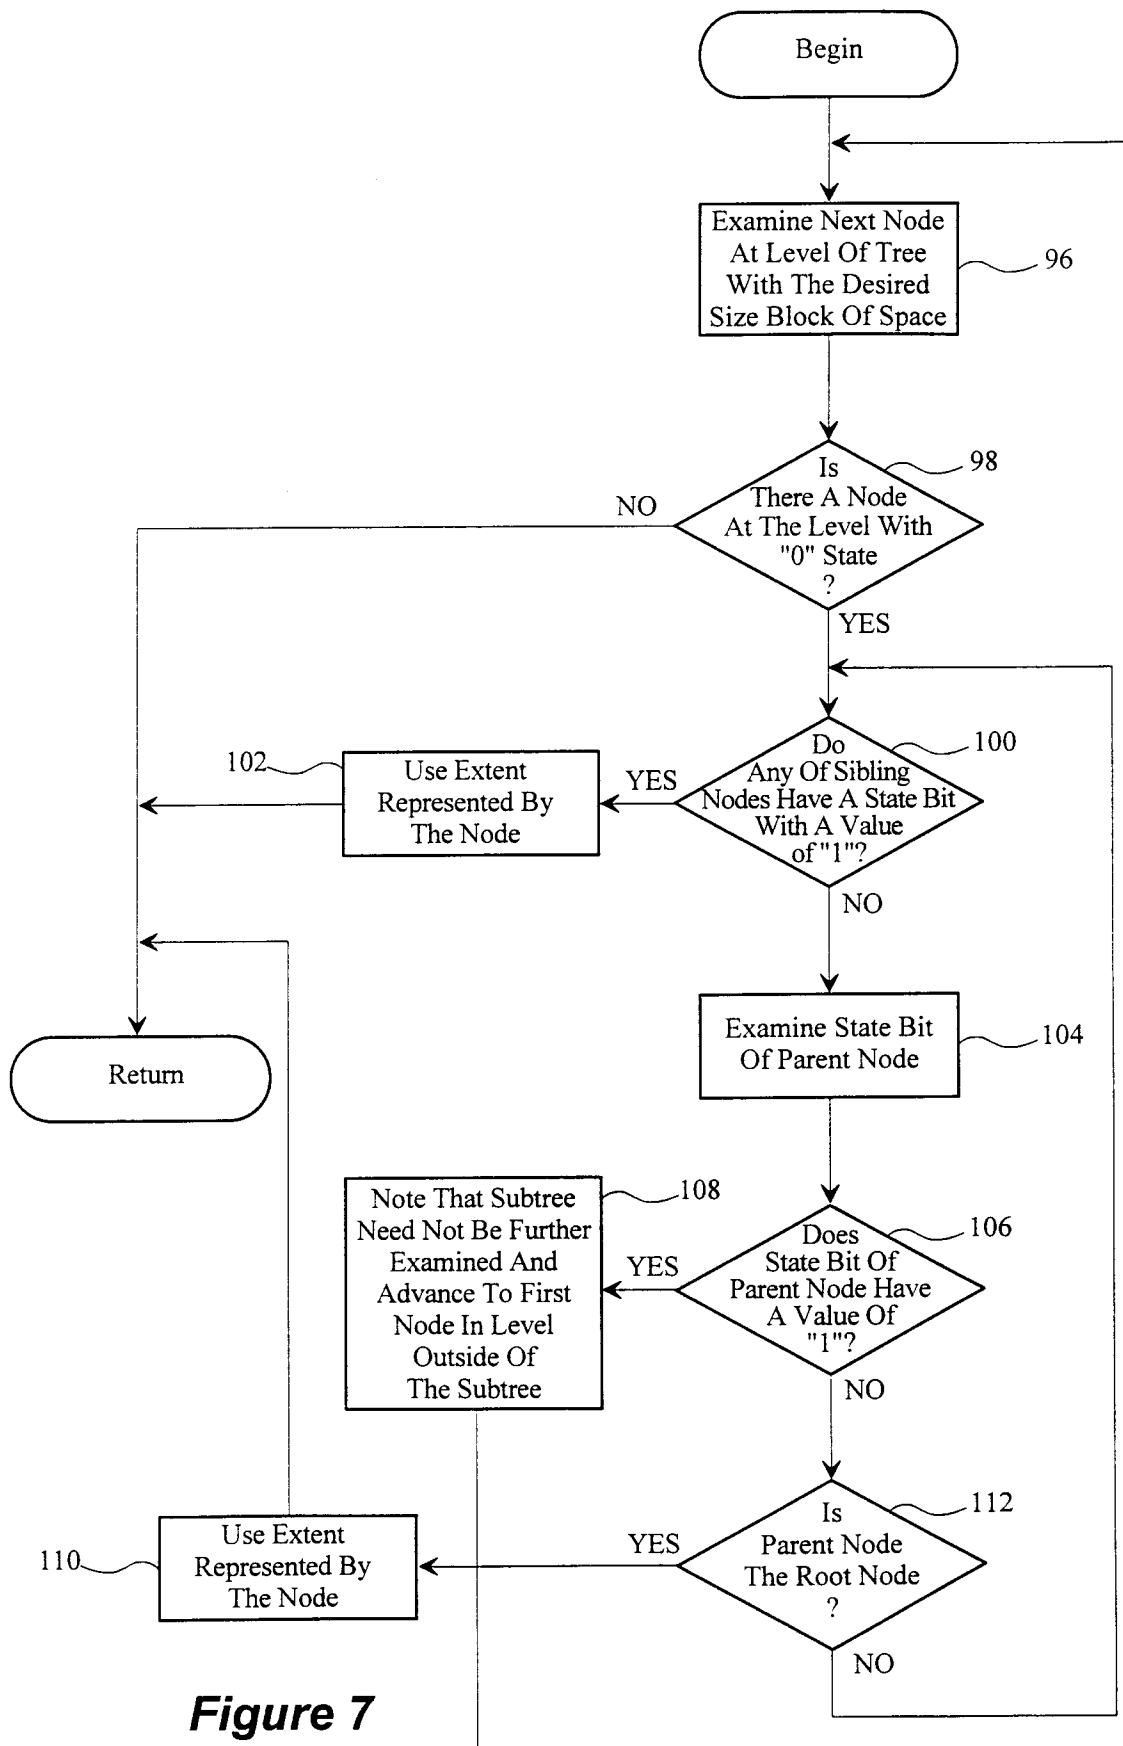 Begin
Examine Next Node
At Level Of Tree
With The Desired
Size Block Of Space
96
Is
There A Node
At The Level With
"0" State
?
98
NO
YES
Do
Any Of Sibling
Nodes Have A State Bit
With A Value
of "1"?
100
YES
102
Use Extent
Represented By
The Node
NO
Examine State Bit
Of Parent Node
104
Return
Does
State Bit Of
Parent Node Have
A Value Of
"1"?
106
YES
108
Note That Subtree
Need Not Be Further
Examined And
Advance To First
Node In Level
Outside Of
The Subtree
NO
Is
Parent Node
The Root Node
?
112
YES
110
Use Extent
Represented By
The Node
NO
Figure 7